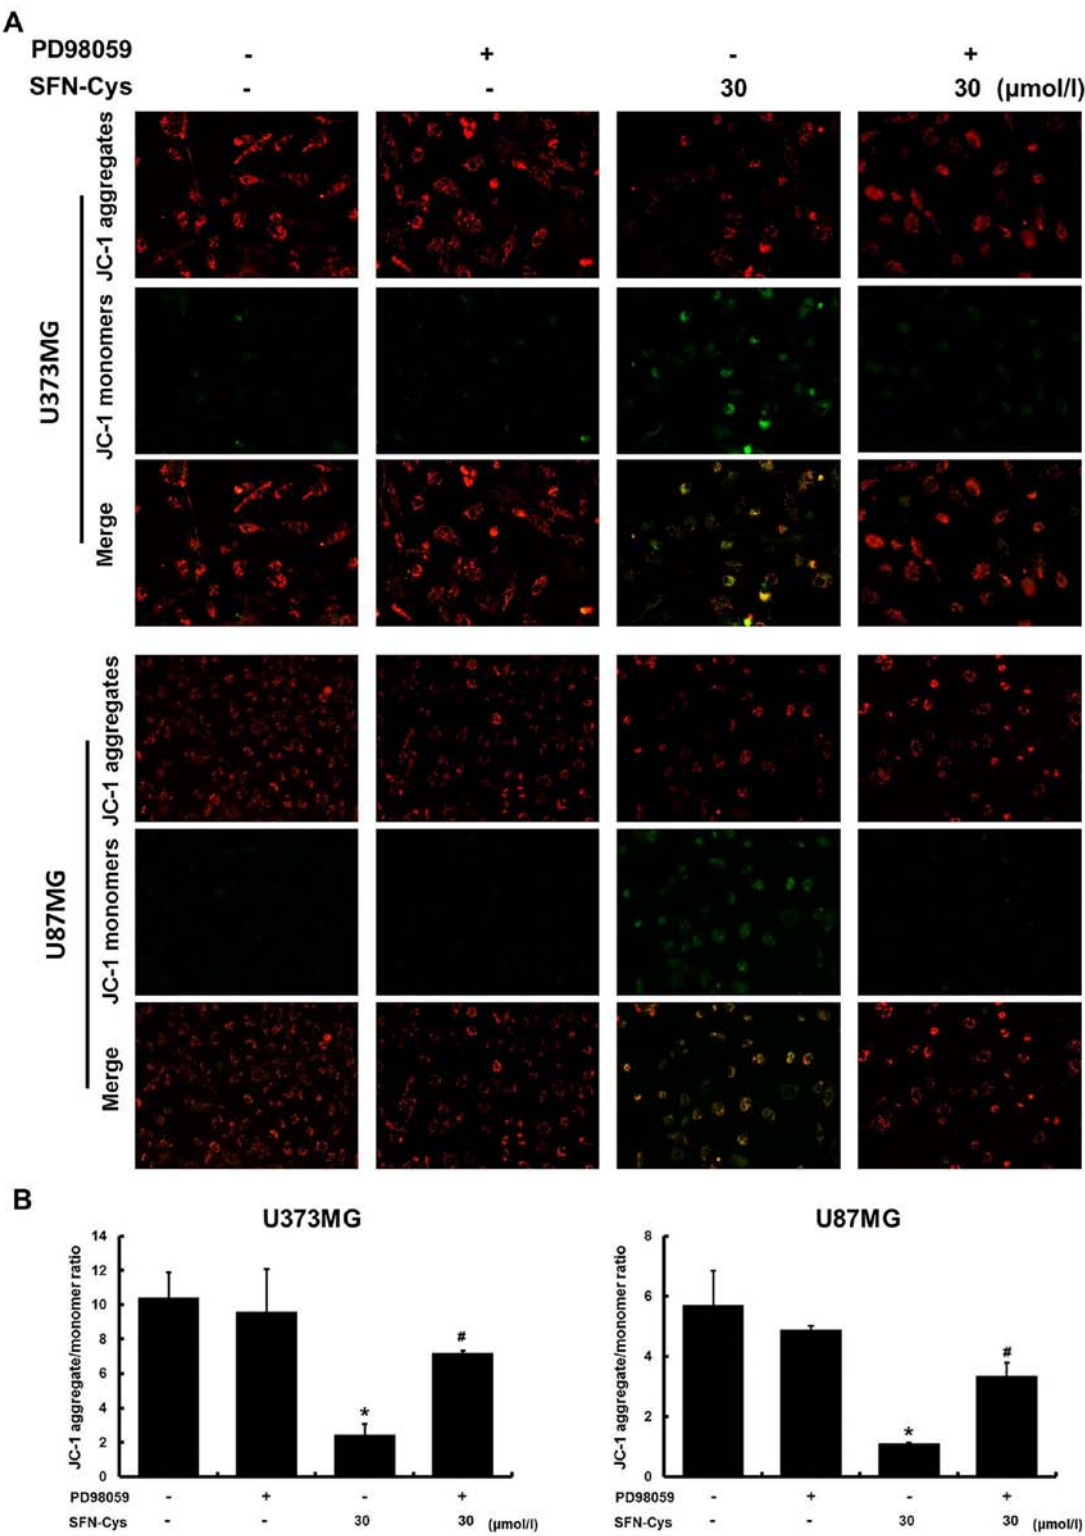 A
PD98059 - + - +
SFN-Cys - - 30 30 (µmol/l)
U373MG
JC-1 aggregates
JC-1 monomers
Merge
U87MG
JC-1 aggregates
JC-1 monomers
Merge
B
U373MG
JC-1 aggregate/monomer ratio
14
12
10
8
6
4
2
0
*
#
PD98059 - + - +
SFN-Cys - - 30 30 (µmol/l)
U87MG
JC-1 aggregate/monomer ratio
8
6
4
2
0
*
#
PD98059 - + - +
SFN-Cys - - 30 30 (µmol/l)